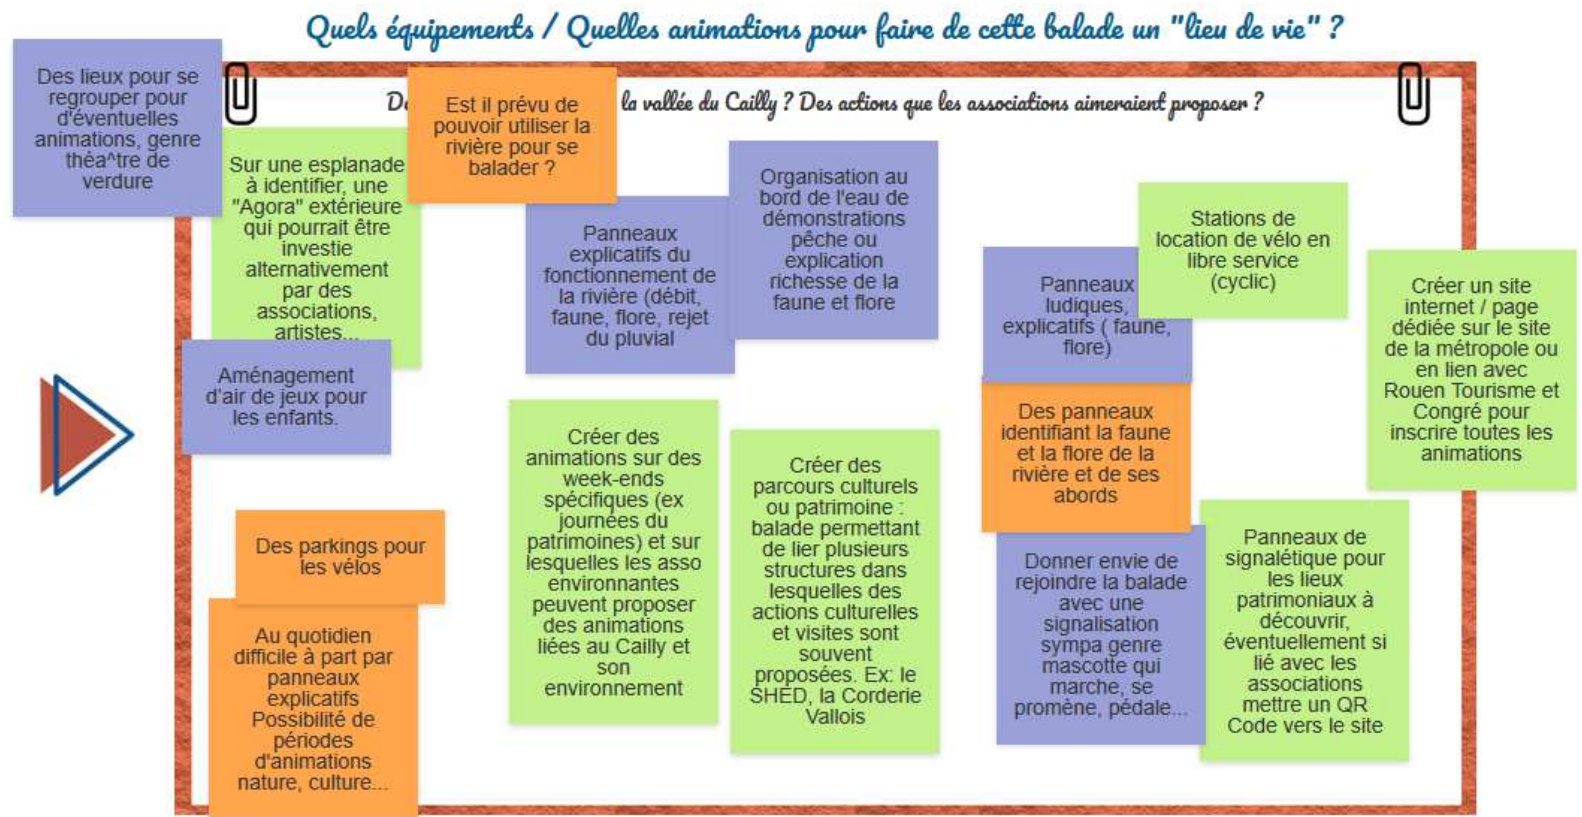 Quels équipements / Quelles animations pour faire de cette balade un "lieu de vie" ?
la vallée du Cailly ? Des actions que les associations aimeraient proposer ?
Des lieux pour se
regrouper pour
d'éventuelles
animations, genre
théa^tre de
verdure
Sur une esplanade
à identifier, une
"Agora" extérieure
qui pourrait être
investie
alternativement
par des
associations,
artistes...
Est il prévu de
pouvoir utiliser la
rivière pour se
balader ?
Panneaux
explicatifs du
fonctionnement de
la rivière (débit,
faune, flore, rejet
du pluvial
Organisation au
bord de l'eau de
démonstrations
pêche ou
explication
richesse de la
faune et flore
Panneaux
ludiques,
explicatifs ( faune,
flore)
Stations de
location de vélo en
libre service
(cyclic)
Créer un site
internet / page
dédiée sur le site
de la métropole ou
en lien avec
Rouen Tourisme et
Congré pour
inscrire toutes les
animations
Aménagement
d'air de jeux pour
les enfants.
Créer des
animations sur des
week-ends
spécifiques (ex
journées du
patrimoines) et sur
lesquelles les asso
environnantes
peuvent proposer
des animations
liées au Cailly et
son
environnement
Créer des
parcours culturels
ou patrimoine :
balade permettant
de lier plusieurs
structures dans
lesquelles des
actions culturelles
et visites sont
souvent
proposées. Ex: le
SHED, la Corderie
Vallois
Des panneaux
identifiant la faune
et la flore de la
rivière et de ses
abords
Des parkings pour
les vélos
Au quotidien
difficile à part par
panneaux
explicatifs
Possibilité de
périodes
d'animations
nature, culture...
Donner envie de
rejoindre la balade
avec une
signalisation
sympa genre
mascotte qui
marche, se
promène, pédale...
Panneaux de
signalétique pour
les lieux
patrimoniaux à
découvrir,
éventuellement si
lié avec les
associations
mettre un QR
Code vers le site